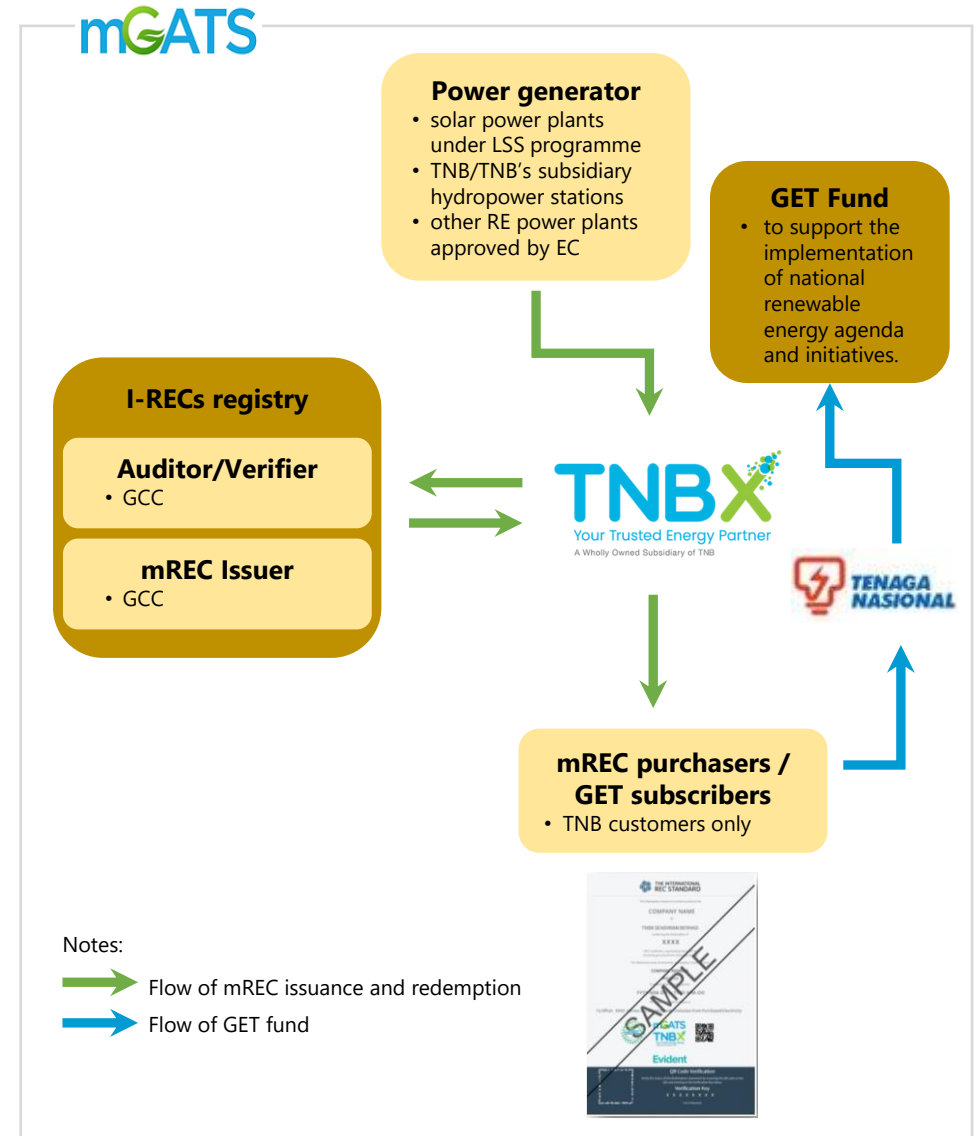 mGATS
Power generator
• solar power plants
under LSS programme
• TNB/TNB's subsidiary
hydropower stations
• other RE power plants
approved by EC
GET Fund
• to support the
implementation
of national
renewable
energy agenda
and initiatives.
I-RECs registry
Auditor/Verifier
• GCC
mREC Issuer
• GCC
TNBX
Your Trusted Energy Partner
A Wholly Owned Subsidiary of TNB
TENAGA
NASIONAL
mREC purchasers /
GET subscribers
• TNB customers only
THE INTERNATIONAL
REC STANDARD
COMPANY NAME
XXXX
SAMPLE
mGATS
TNBX
Evident
QR Code Verification
Verification Key
X X X X X X X X
Notes:
Flow of mREC issuance and redemption
Flow of GET fund